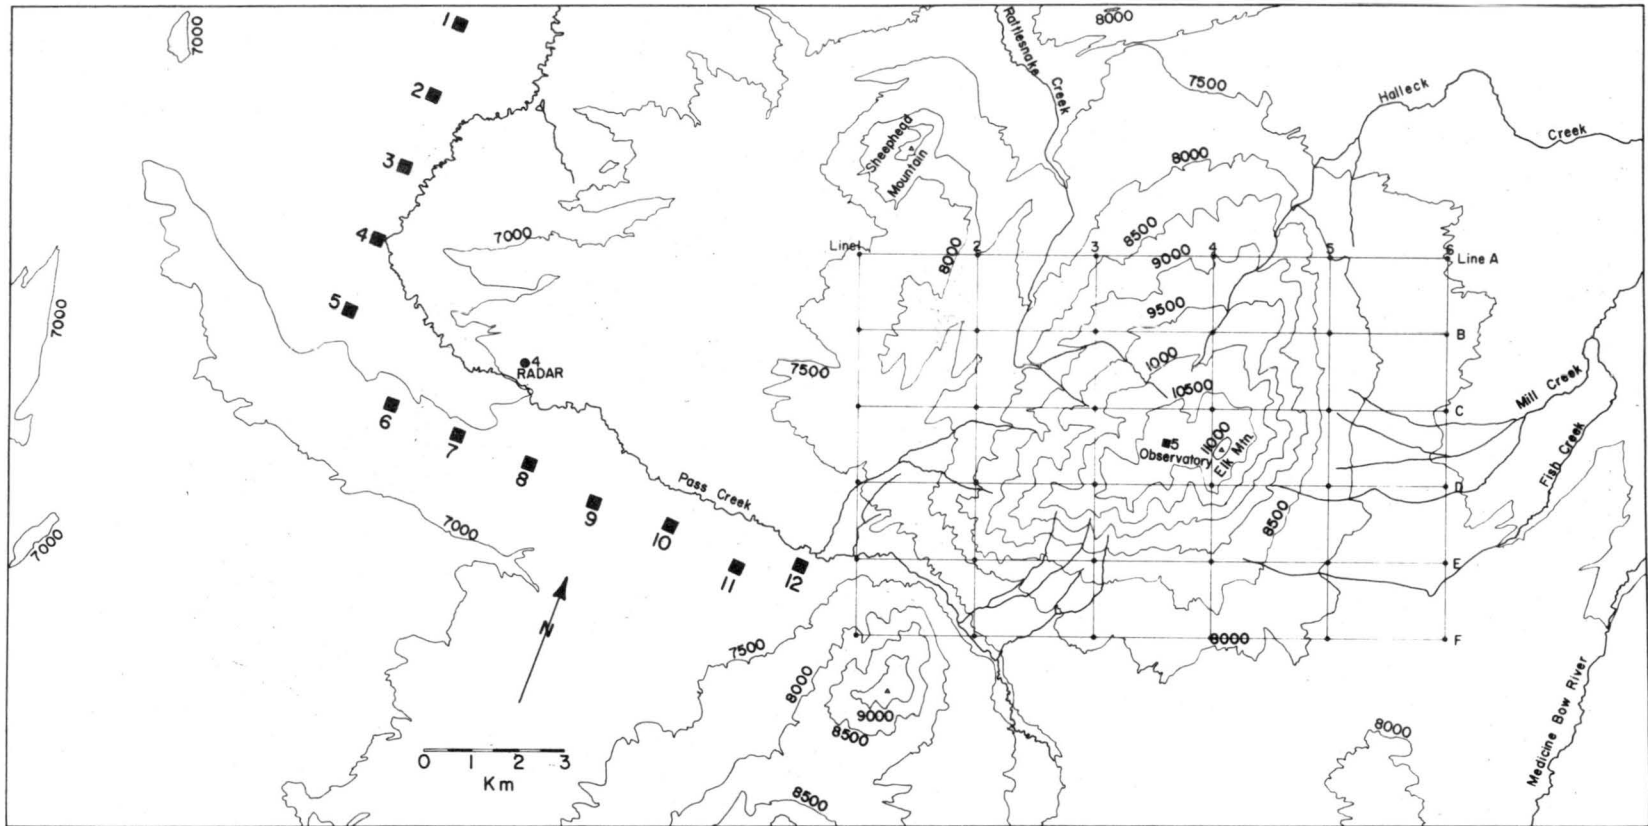 1
2
3
4
5
6
7
8
9
10
11
12
4
RADAR
7000
7000
7000
7000
7000
7500
7500
7500
8000
8000
8000
8000
8000
8000
8500
8500
8500
8500
9000
9000
9500
1000
10500
11000
Rattlesnake Creek
Halleck Creek
Sheephead
Mountain
Line 1
2
3
4
5
6
Line A
B
C
D
E
F
5
Observatory
Elk Mtn.
Mill Creek
Fish Creek
Pass Creek
Medicine Bow River
N
0 1 2 3
Km